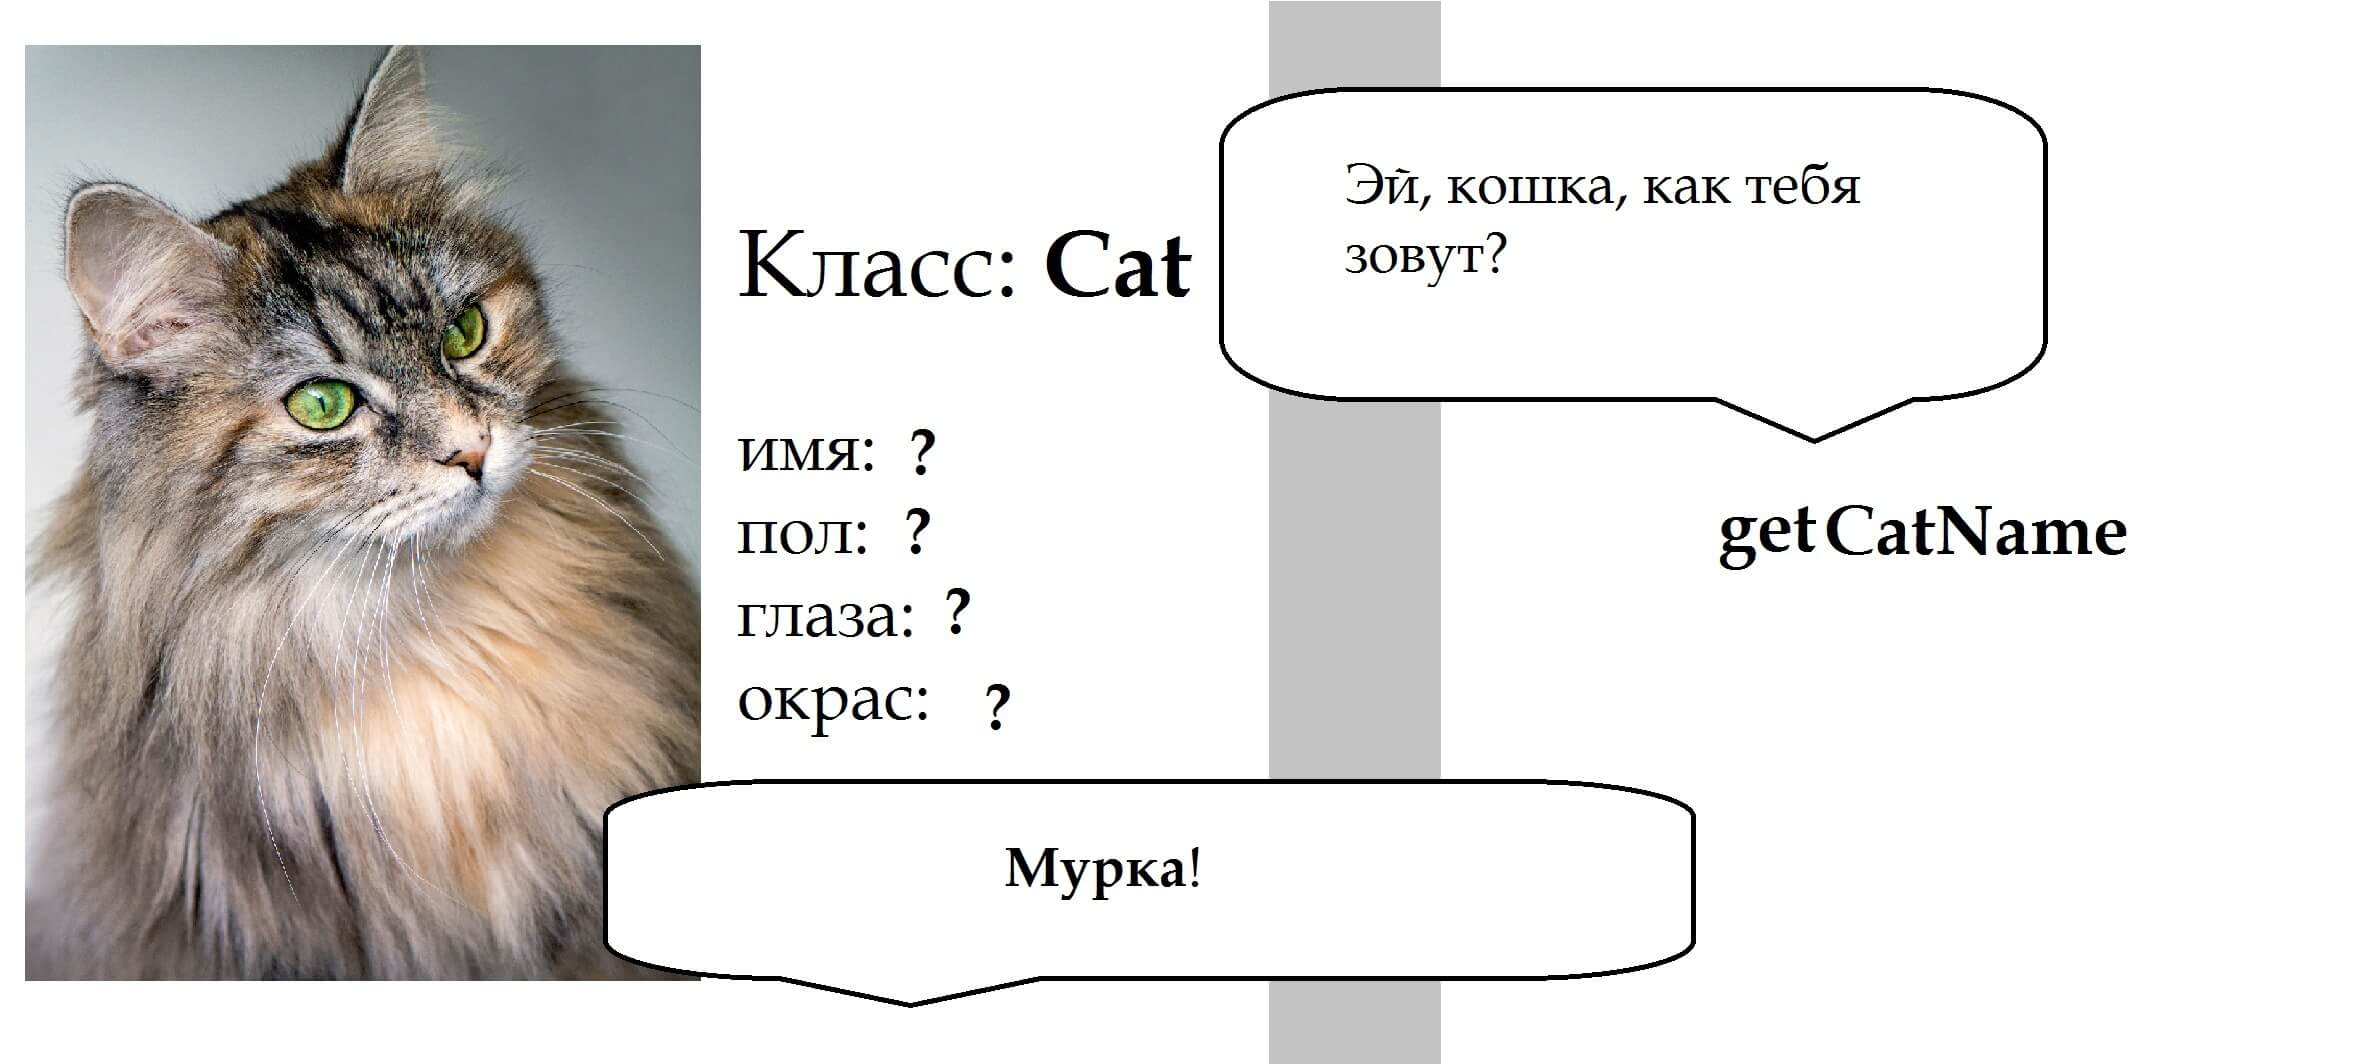 Класс: Cat
Эй, кошка, как тебя
зовут?
имя: ?
пол: ?
глаза: ?
окрас: ?
getCatName
Мурка!